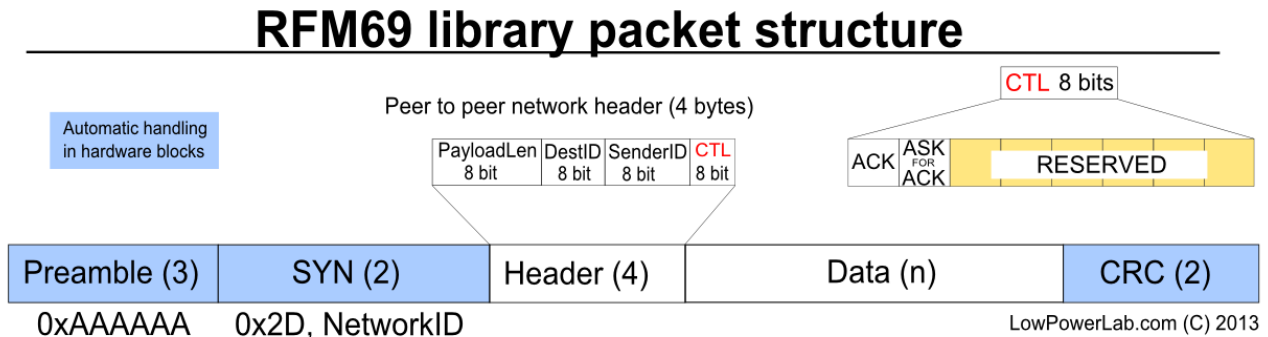 RFM69 library packet structure
CTL 8 bits
Peer to peer network header (4 bytes)
Automatic handling
in hardware blocks
PayloadLen DestID SenderID CTL
8 bit 8 bit 8 bit 8 bit
ACK ASK FOR ACK RESERVED
Preamble (3) SYN (2) Header (4) Data (n) CRC (2)
0xAAAAAA 0x2D, NetworkID
LowPowerLab.com (C) 2013